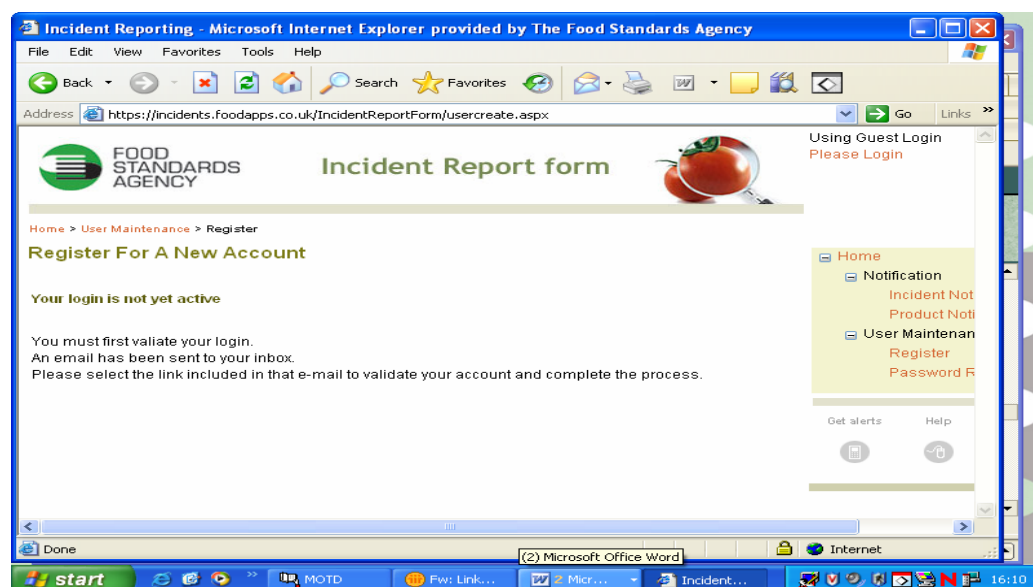 Incident Reporting - Microsoft Internet Explorer provided by The Food Standards Agency
File Edit View Favorites Tools Help
Back Search Favorites
Address https://incidents.foodapps.co.uk/IncidentReportForm/usercreate.aspx Go Links »
FOOD
STANDARDS
AGENCY
Incident Report form
Using Guest Login
Please Login
Home > User Maintenance > Register
Register For A New Account
Your login is not yet active
You must first valiate your login.
An email has been sent to your inbox.
Please select the link included in that e-mail to validate your account and complete the process.
Home
Notification
Incident Not
Product Noti
User Maintenan
Register
Password R
Get alerts Help
Done Internet
(2) Microsoft Office Word
start » MOTD Fw: Link... 2 Micr... Incident... 16:10